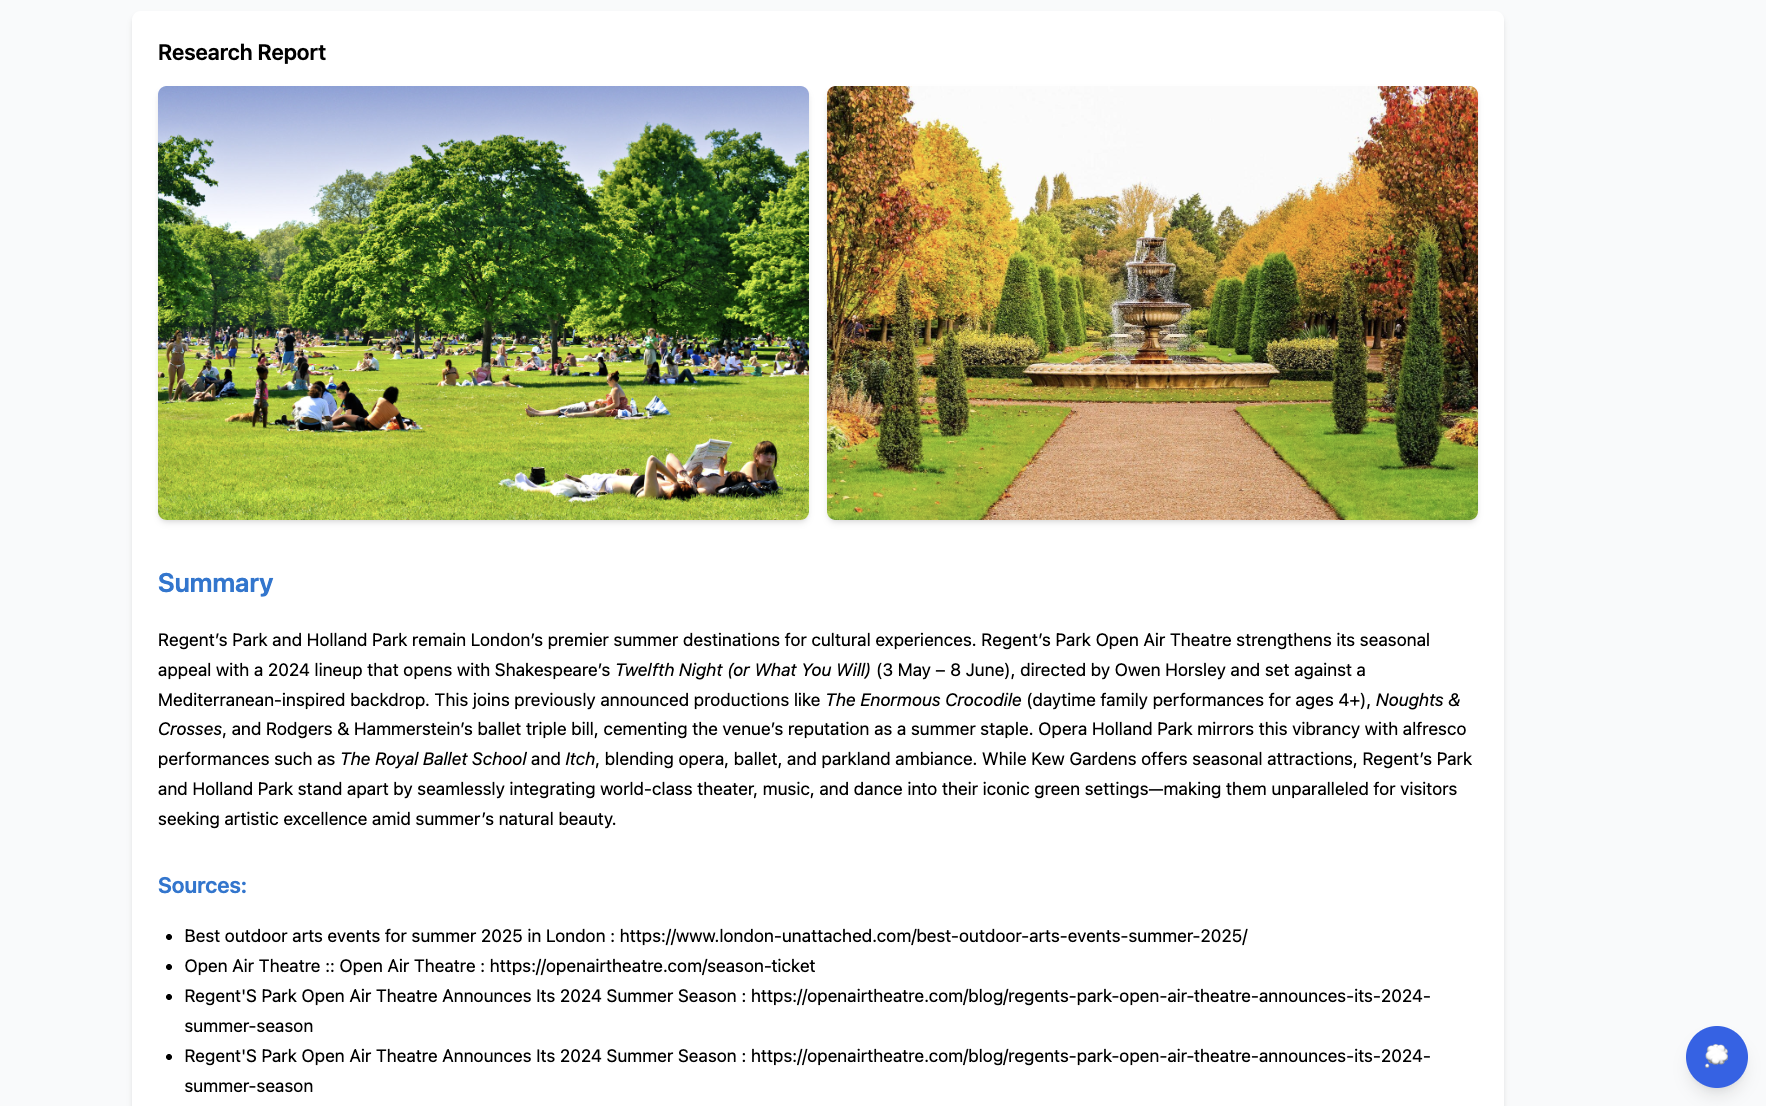 Research Report
Summary
Regent’s Park and Holland Park remain London’s premier summer destinations for cultural experiences. Regent’s Park Open Air Theatre strengthens its seasonal
appeal with a 2024 lineup that opens with Shakespeare’s Twelfth Night (or What You Will) (3 May – 8 June), directed by Owen Horsley and set against a
Mediterranean-inspired backdrop. This joins previously announced productions like The Enormous Crocodile (daytime family performances for ages 4+), Noughts &
Crosses, and Rodgers & Hammerstein’s ballet triple bill, cementing the venue’s reputation as a summer staple. Opera Holland Park mirrors this vibrancy with alfresco
performances such as The Royal Ballet School and Itch, blending opera, ballet, and parkland ambiance. While Kew Gardens offers seasonal attractions, Regent’s Park
and Holland Park stand apart by seamlessly integrating world-class theater, music, and dance into their iconic green settings—making them unparalleled for visitors
seeking artistic excellence amid summer’s natural beauty.
Sources:
• Best outdoor arts events for summer 2025 in London : https://www.london-unattached.com/best-outdoor-arts-events-summer-2025/
• Open Air Theatre :: Open Air Theatre : https://openairtheatre.com/season-ticket
• Regent'S Park Open Air Theatre Announces Its 2024 Summer Season : https://openairtheatre.com/blog/regents-park-open-air-theatre-announces-its-2024-
summer-season
• Regent'S Park Open Air Theatre Announces Its 2024 Summer Season : https://openairtheatre.com/blog/regents-park-open-air-theatre-announces-its-2024-
summer-season